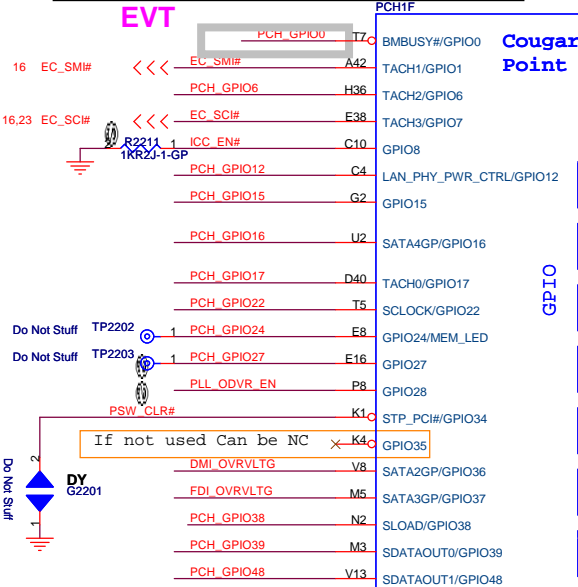 EVT
PCH1F
PCH_GPIO0 T7 BMBUSY#/GPIO0
Cougar
Point
16 EC_SMI# EC_SMI# A42 TACH1/GPIO1
PCH_GPIO6 H36 TACH2/GPIO6
16,23 EC_SCI# EC_SCI# E38 TACH3/GPIO7
R2211 1 ICC_EN# C10 GPIO8
1KR2J-1-GP
PCH_GPIO12 C4 LAN_PHY_PWR_CTRL/GPIO12
PCH_GPIO15 G2 GPIO15
PCH_GPIO16 U2 SATA4GP/GPIO16
GPIO
PCH_GPIO17 D40 TACH0/GPIO17
PCH_GPIO22 T5 SCLOCK/GPIO22
Do Not Stuff TP2202 1 PCH_GPIO24 E8 GPIO24/MEM_LED
Do Not Stuff TP2203 1 PCH_GPIO27 E16 GPIO27
PLL_ODVR_EN P8 GPIO28
PSW_CLR# K1 STP_PCI#/GPIO34
If not used Can be NC K4 GPIO35
DMI_OVRVLTG V8 SATA2GP/GPIO36
Do Not Stuff 2 1 DY
G2201
FDI_OVRVLTG M5 SATA3GP/GPIO37
PCH_GPIO38 N2 SLOAD/GPIO38
PCH_GPIO39 M3 SDATAOUT0/GPIO39
PCH_GPIO48 V13 SDATAOUT1/GPIO48